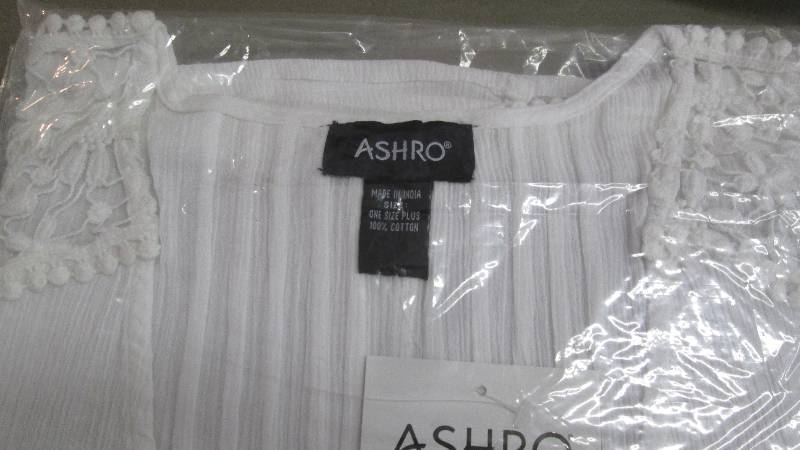 ASHRO®
MADE IN INDIA
SIZE:
ONE SIZE PLUS
100% COTTON
ASHRO